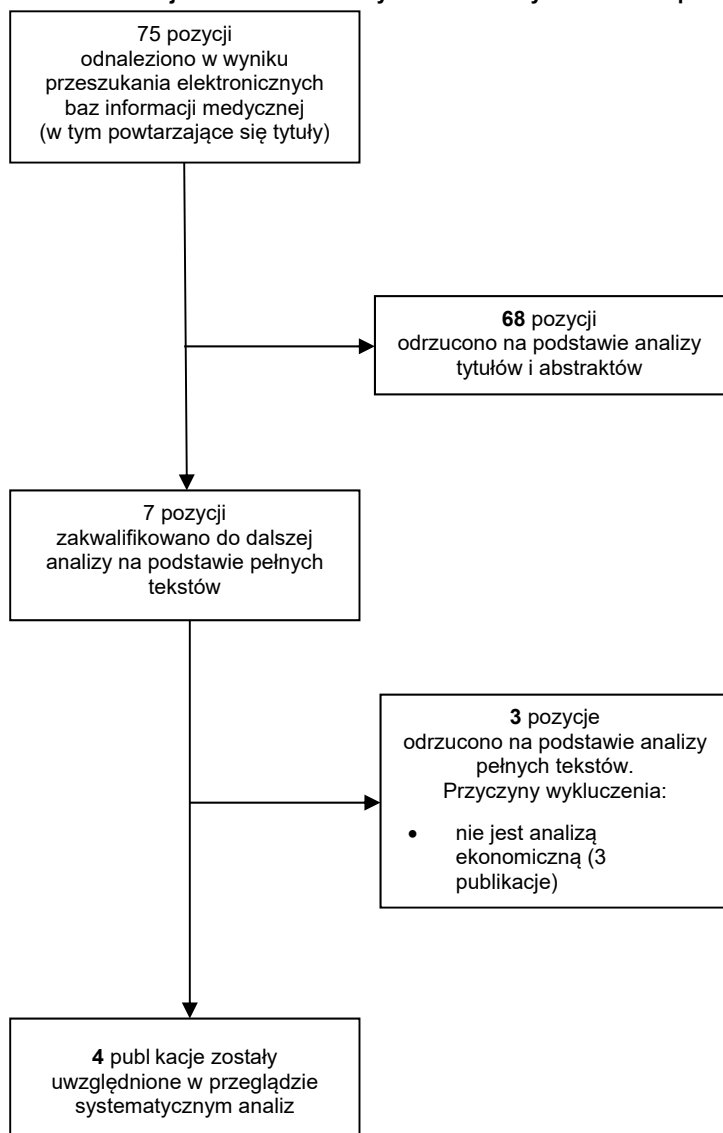 75 pozycji
odnaleziono w wyniku
przeszukania elektronicznych
baz informacji medycznej
(w tym powtarzające się tytuły)
68 pozycji
odrzucono na podstawie analizy
tytułów i abstraktów
7 pozycji
zakwalifikowano do dalszej
analizy na podstawie pełnych
tekstów
3 pozycje
odrzucono na podstawie analizy
pełnych tekstów.
Przyczyny wykluczenia:
• nie jest analizą
ekonomiczną (3
publikacje)
4 publ kacje zostały
uwzględnione w przeglądzie
systematycznym analiz